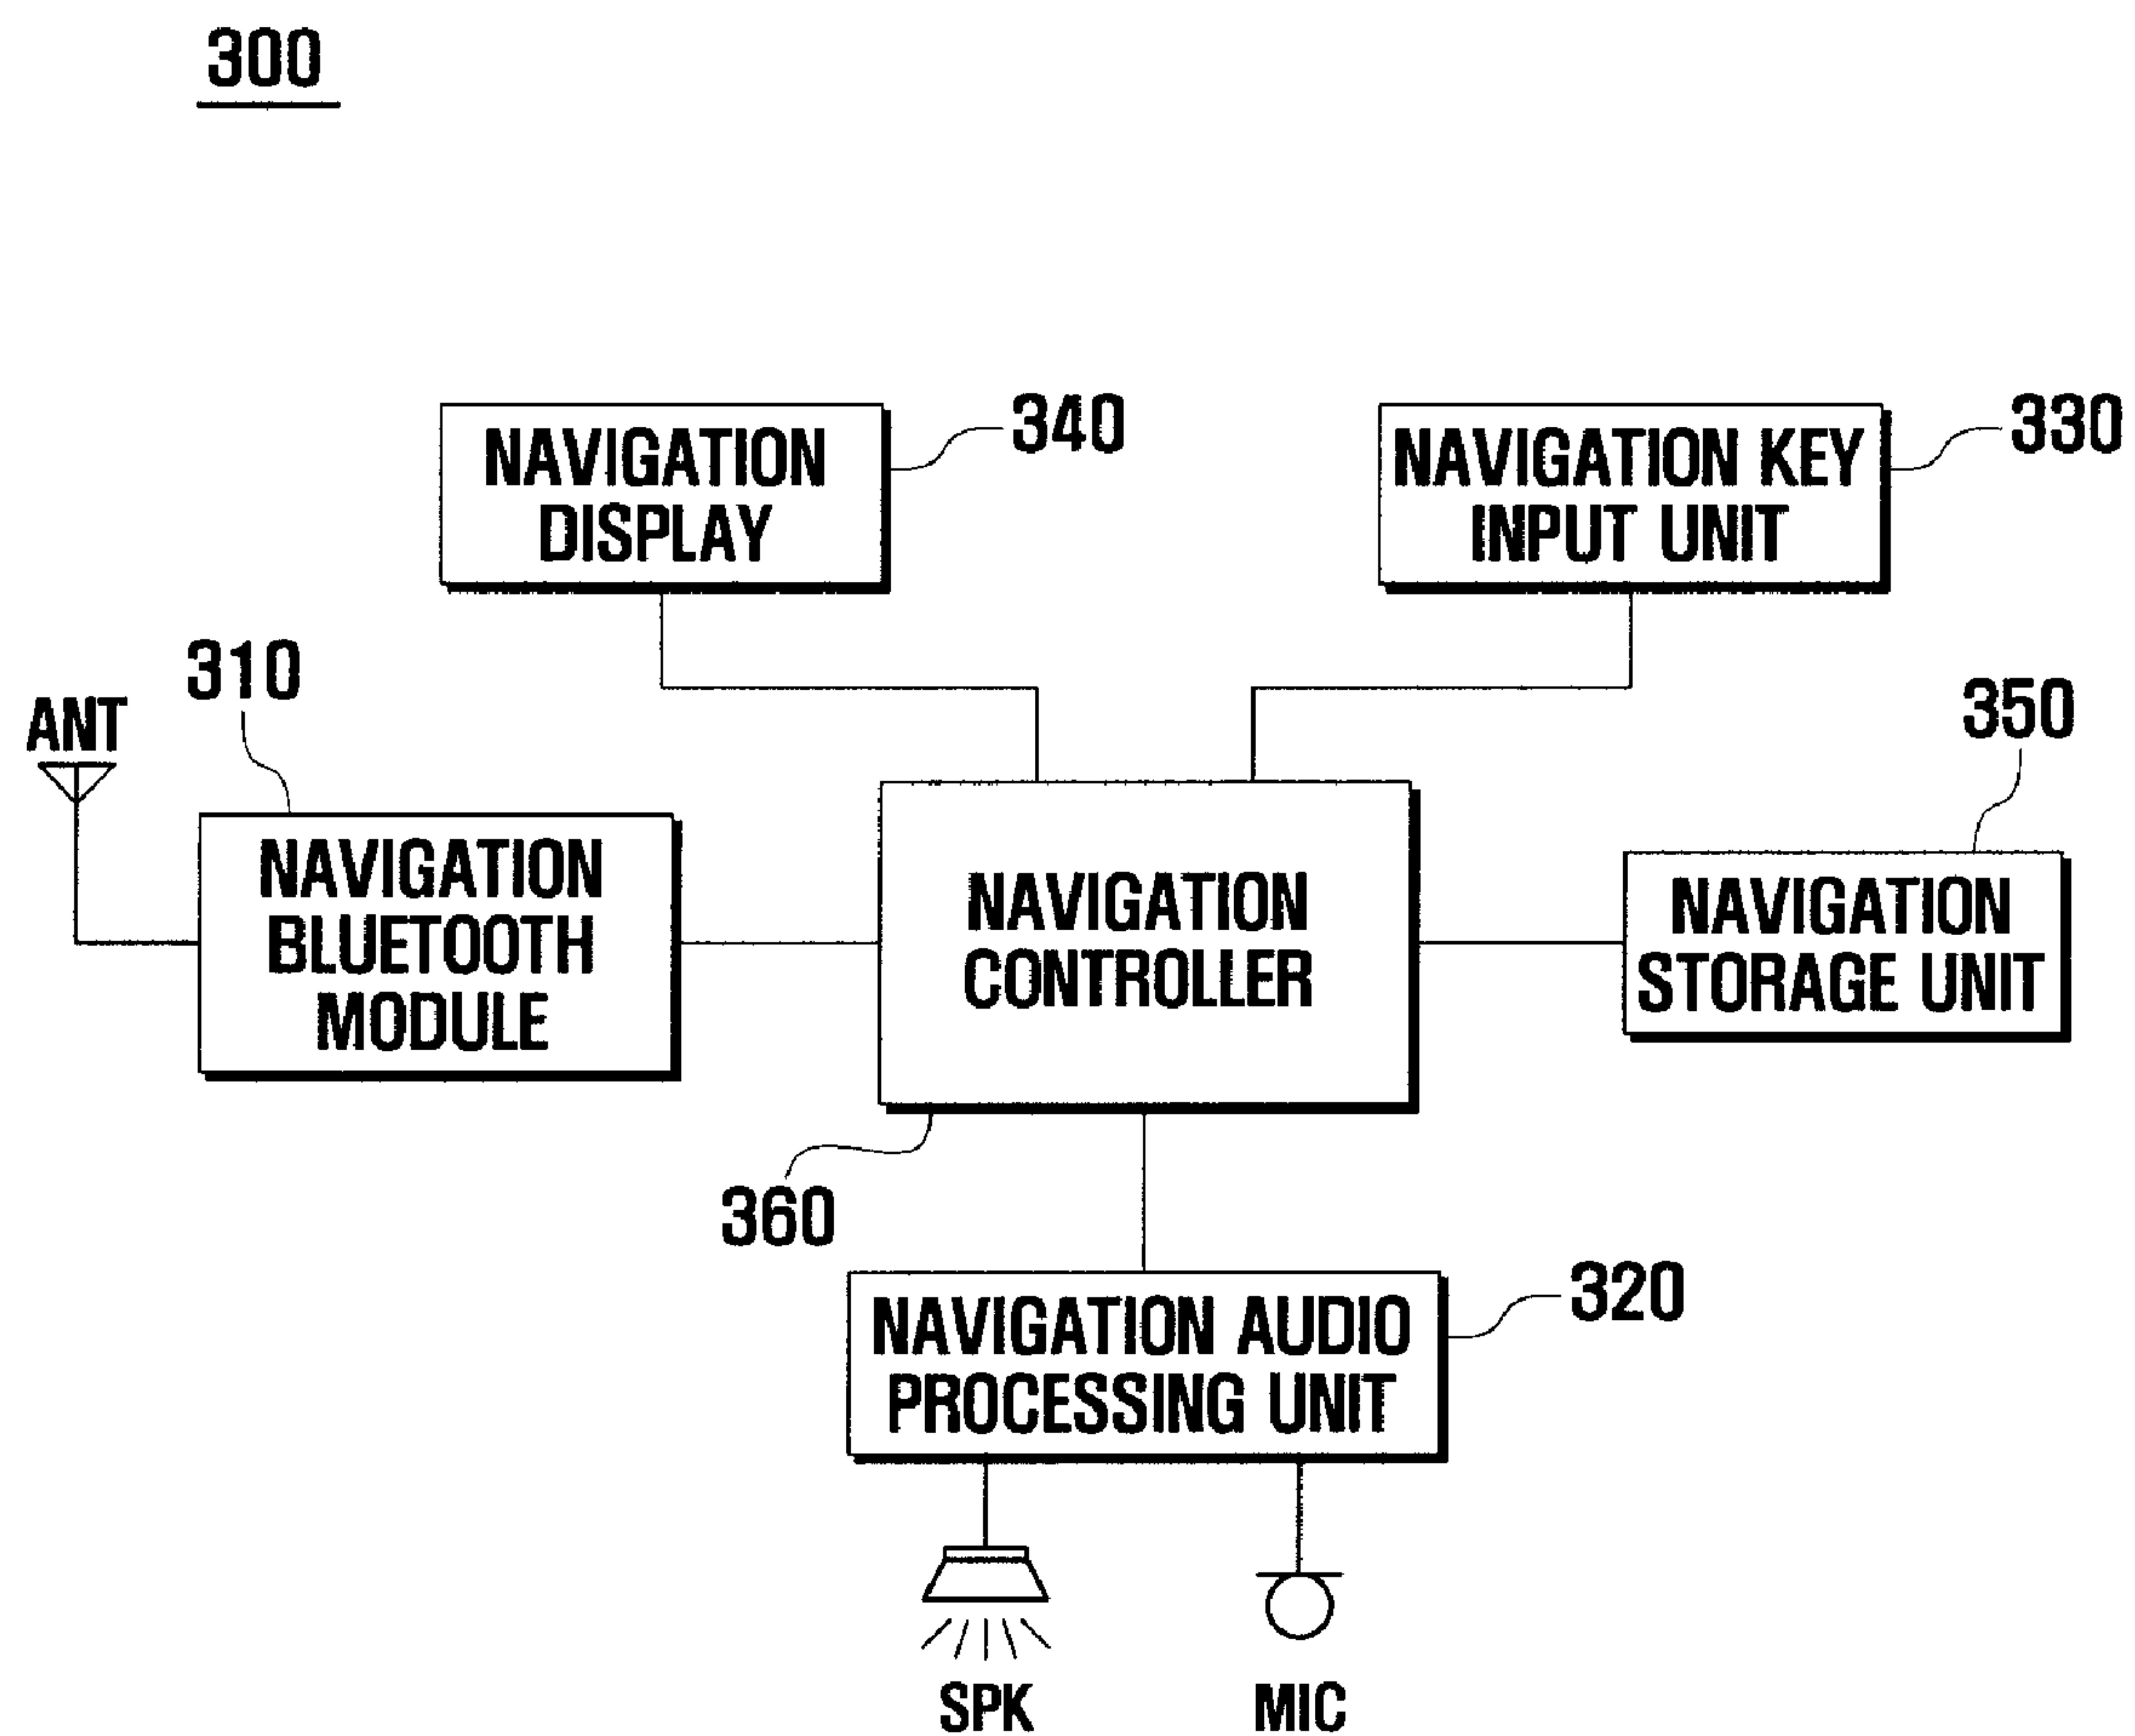 300
340
330
NAVIGATION
DISPLAY
NAVIGATION KEY
INPUT UNIT
310
ANT
350
NAVIGATION
BLUETOOTH
MODULE
NAVIGATION
CONTROLLER
NAVIGATION
STORAGE UNIT
360
320
NAVIGATION AUDIO
PROCESSING UNIT
SPK
MIC